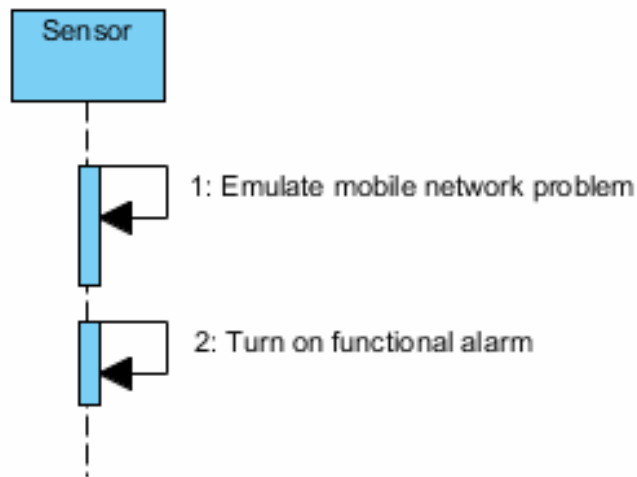 Sensor
1: Emulate mobile network problem
2: Turn on functional alarm